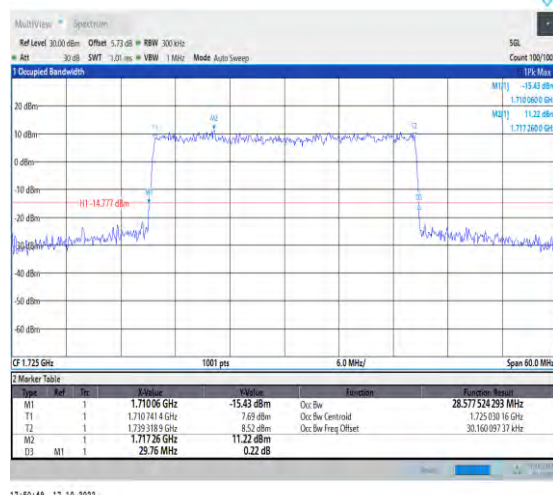 MultiView Spectrum
Ref Level 30.00 dBm Offset 5.73 dB RBW 300 kHz SGL
Att 30 dB SWT 1.01 ms VBW 1 MHz Mode Auto Sweep Count 100/100
1 Occupied Bandwidth 1Pk Max
M1[1] -15.43 dBm
1.710 060 0 GHz
20 dBm M2[1] 11.22 dBm
1.717 260 0 GHz
M2
T1
10 dBm
0 dBm
-10 dBm
M1
H1 -14.777 dBm
-20 dBm
-40 dBm
-50 dBm
-60 dBm
CF 1.725 GHz 1001 pts 6.0 MHz/ Span 60.0 MHz
2 Marker Table
Type Ref Trc X-Value Y-Value Function Function Result
M1 1 1.710 06 GHz -15.43 dBm Occ Bw 28.577 524 293 MHz
T1 1 1.710 741 4 GHz 7.69 dBm Occ Bw Centroid 1.725 030 16 GHz
T2 1 1.739 318 9 GHz 8.52 dBm Occ Bw Freq Offset 30.160 097 37 kHz
M2 1 1.717 26 GHz 11.22 dBm
D3 M1 1 29.76 MHz 0.22 dB